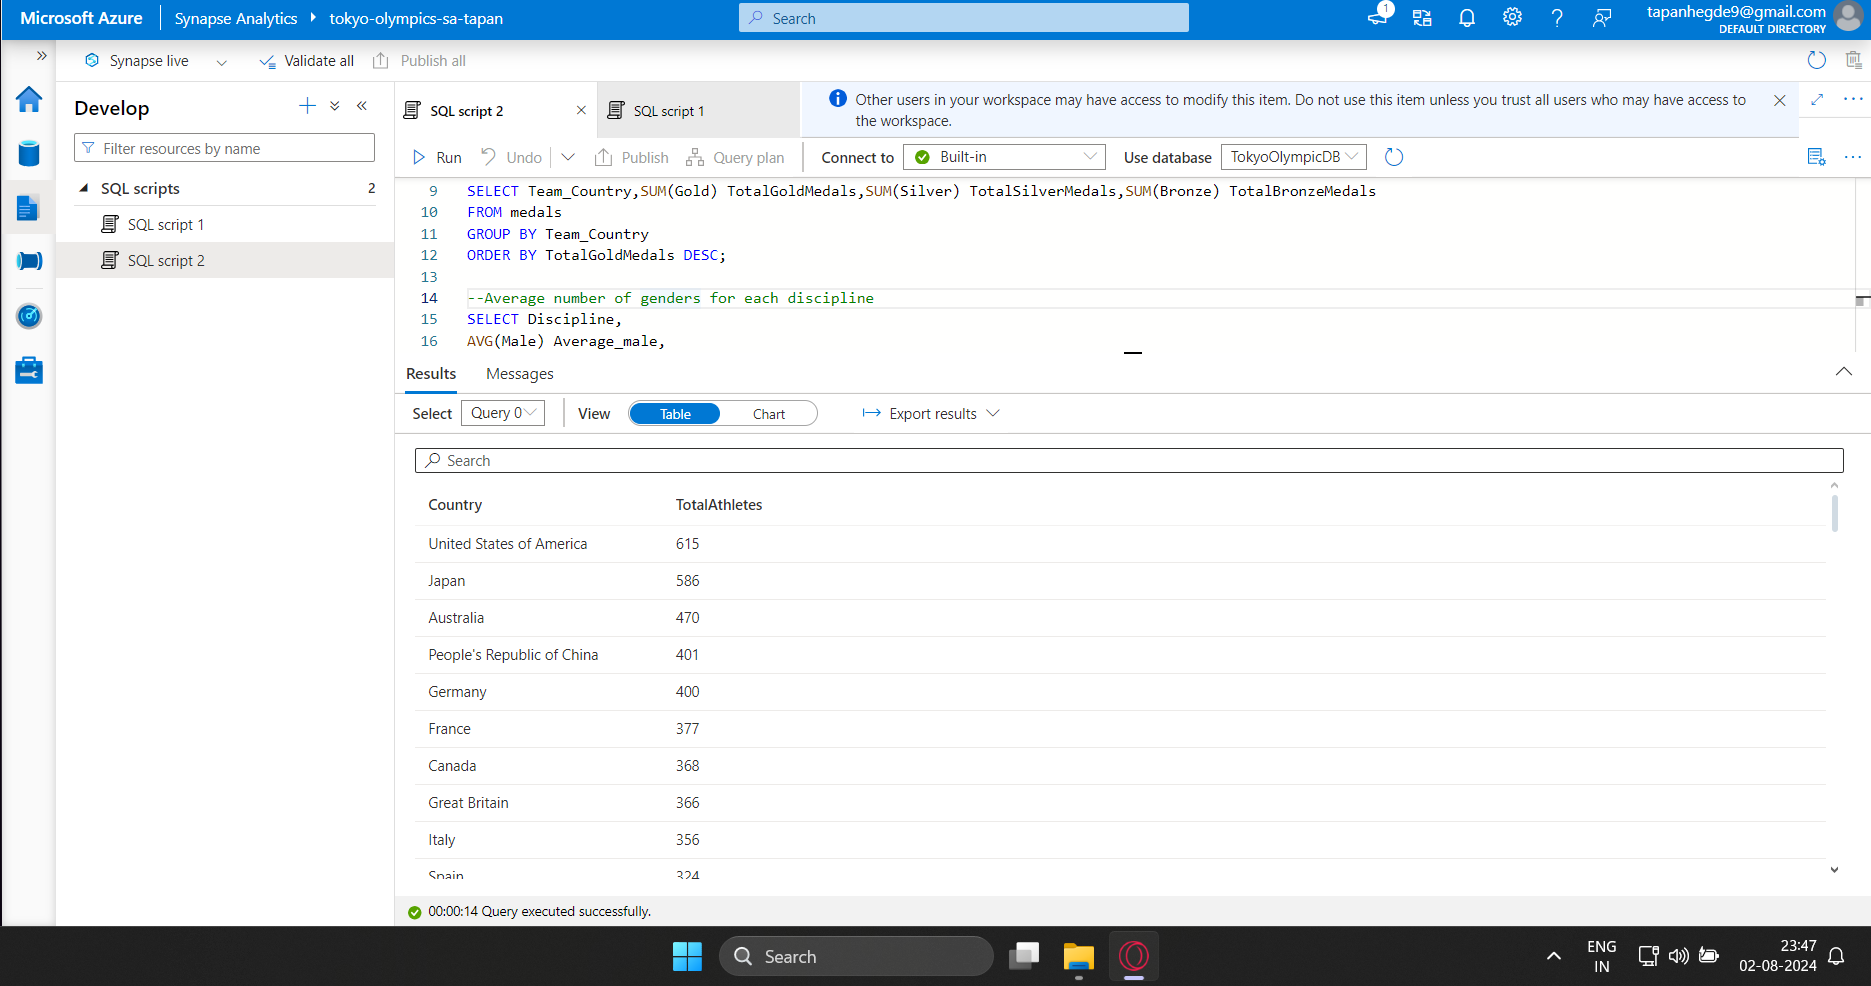 Microsoft Azure Synapse Analytics tokyo-olympics-sa-tapan
Search
1
tapanhegde9@gmail.com
DEFAULT DIRECTORY
Synapse live Validate all Publish all
Develop
Filter resources by name
SQL scripts 2
SQL script 1
SQL script 2
SQL script 2 SQL script 1
Other users in your workspace may have access to modify this item. Do not use this item unless you trust all users who may have access to
the workspace.
Run Undo Publish Query plan Connect to Built-in Use database TokyoOlympicDB
9 SELECT Team_Country,SUM(Gold) TotalGoldMedals,SUM(Silver) TotalSilverMedals,SUM(Bronze) TotalBronzeMedals
10 FROM medals
11 GROUP BY Team_Country
12 ORDER BY TotalGoldMedals DESC;
13
14 --Average number of genders for each discipline
15 SELECT Discipline,
16 AVG(Male) Average_male,
Results Messages
Select Query 0 View Table Chart Export results
Search
Country TotalAthletes
United States of America 615
Japan 586
Australia 470
People's Republic of China 401
Germany 400
France 377
Canada 368
Great Britain 366
Italy 356
Spain 324
00:00:14 Query executed successfully.
Search
ENG
IN
23:47
02-08-2024